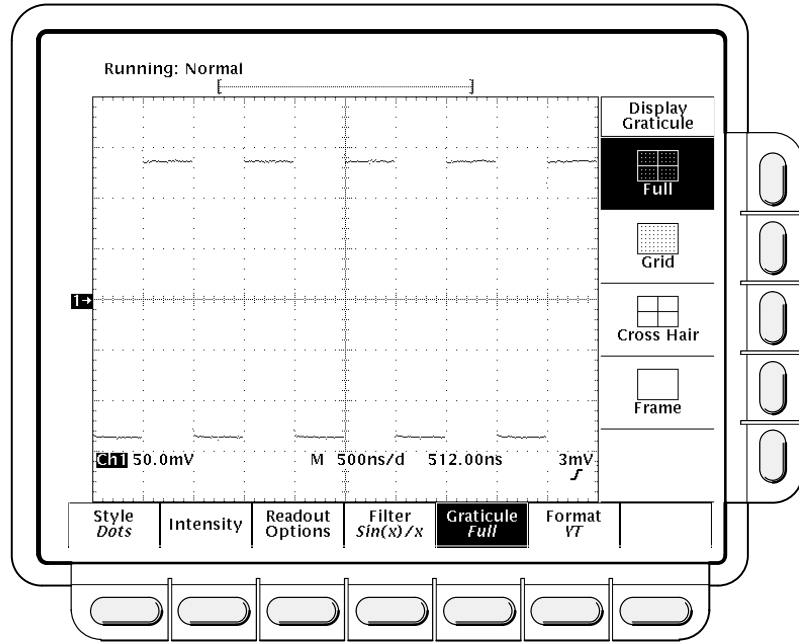 Running: Normal
Display
Graticule
Full
Grid
1→
Cross Hair
Frame
Ch1 50.0mV M 500ns/d 512.00ns 3mV
Style
Dots
Intensity
Readout
Options
Filter
Sin(x)/x
Graticule
Full
Format
YT